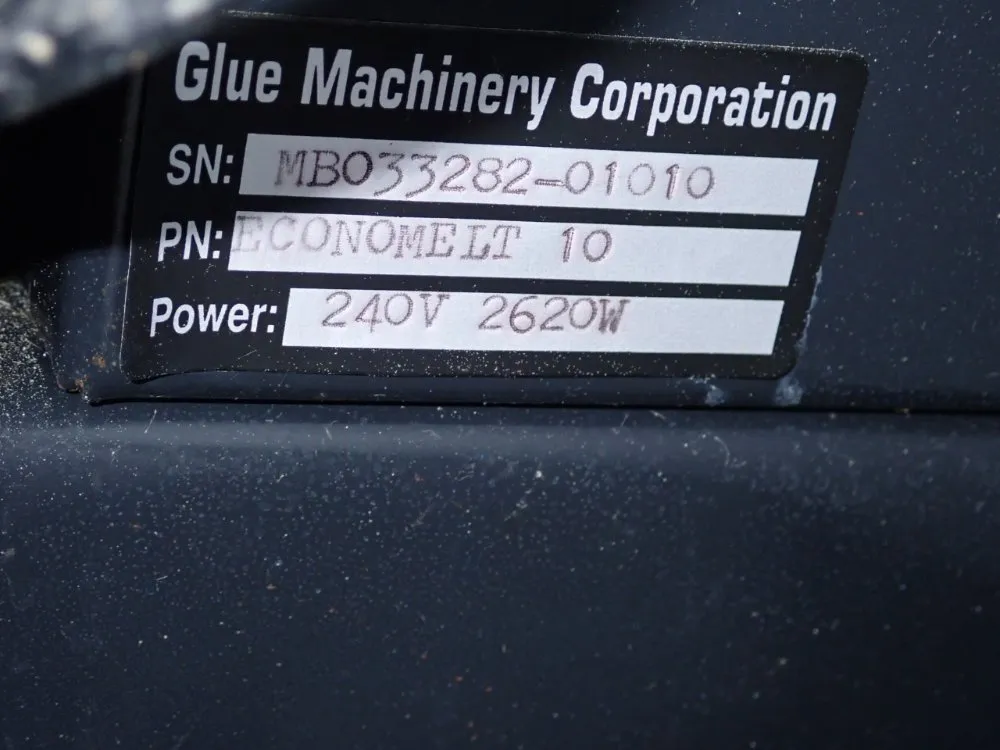 Glue Machinery Corporation
SN: MB033282-01010
PN: ECONOMELT 10
Power: 240V 2620W